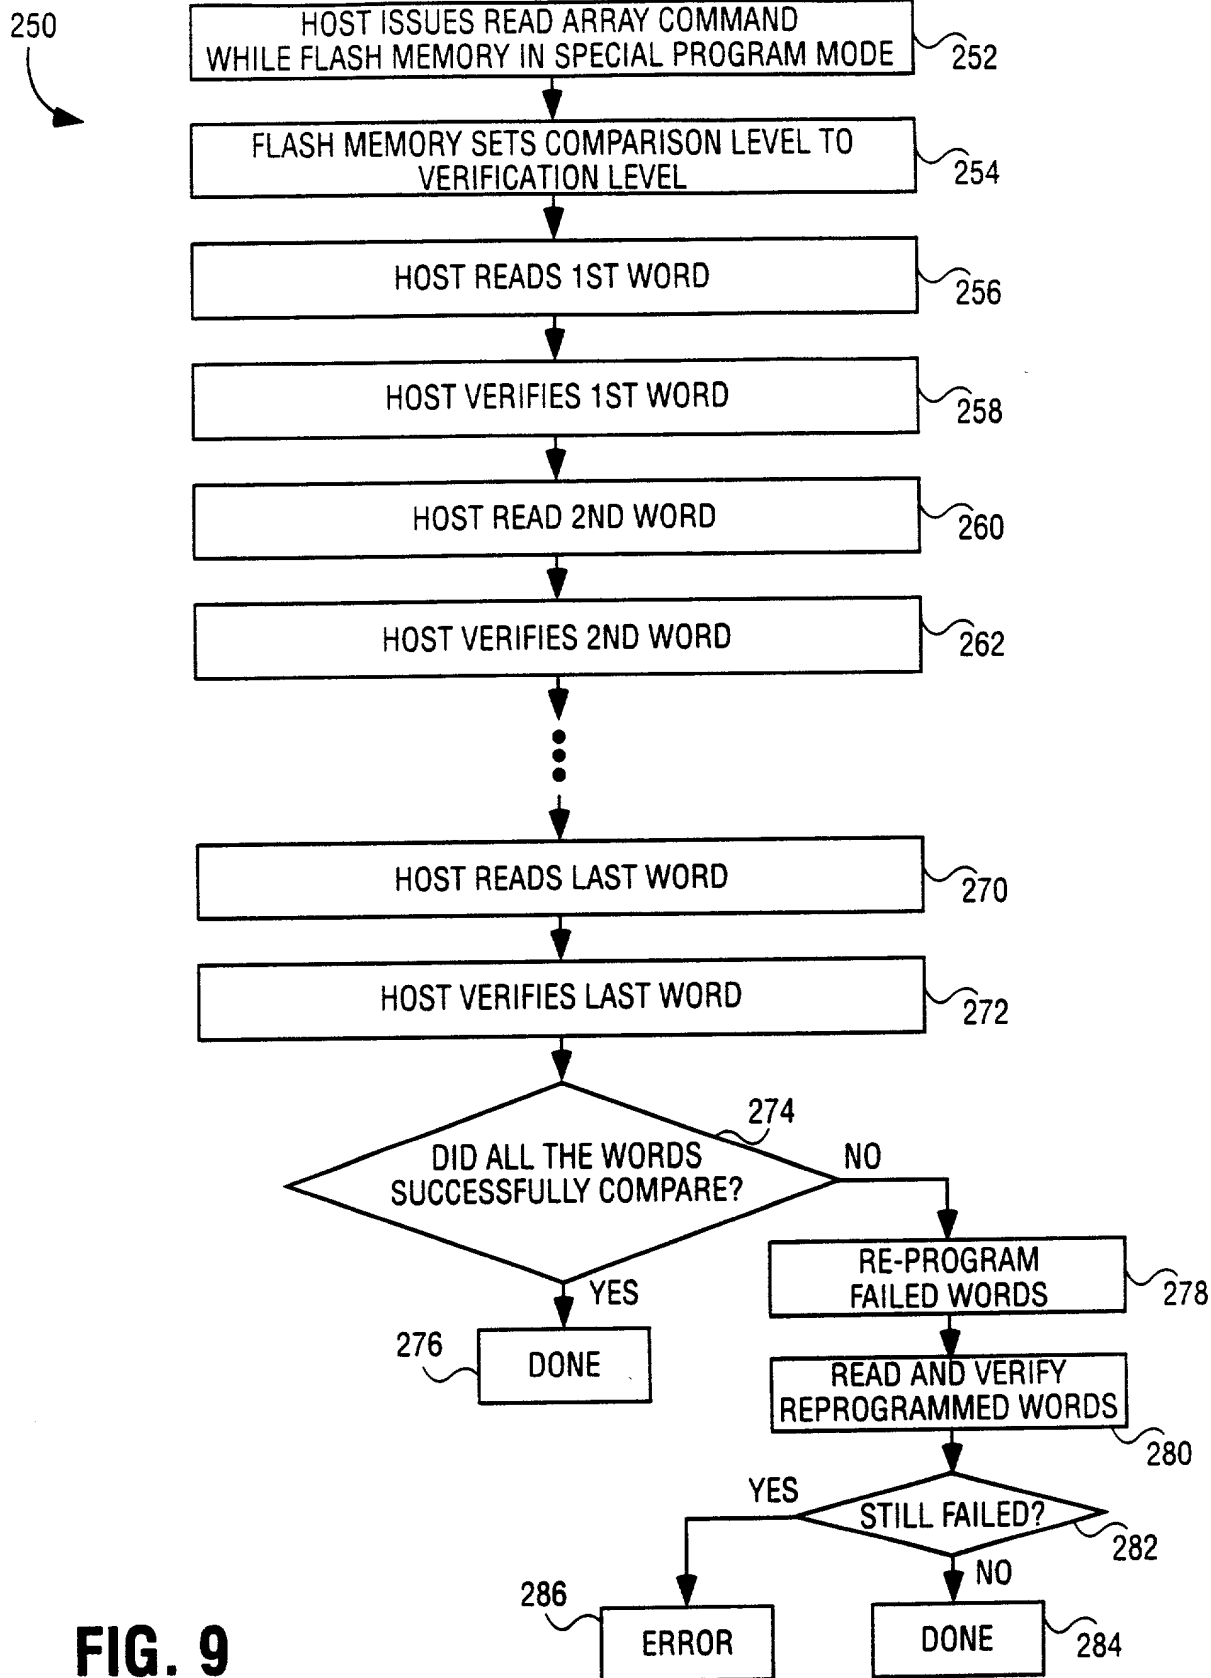 250
HOST ISSUES READ ARRAY COMMAND
WHILE FLASH MEMORY IN SPECIAL PROGRAM MODE
252
FLASH MEMORY SETS COMPARISON LEVEL TO
VERIFICATION LEVEL
254
HOST READS 1ST WORD
256
HOST VERIFIES 1ST WORD
258
HOST READ 2ND WORD
260
HOST VERIFIES 2ND WORD
262
HOST READS LAST WORD
270
HOST VERIFIES LAST WORD
272
274
DID ALL THE WORDS
SUCCESSFULLY COMPARE?
NO
YES
RE-PROGRAM
FAILED WORDS
278
276
DONE
READ AND VERIFY
REPROGRAMMED WORDS
280
YES
STILL FAILED?
282
NO
286
ERROR
DONE
284
FIG. 9